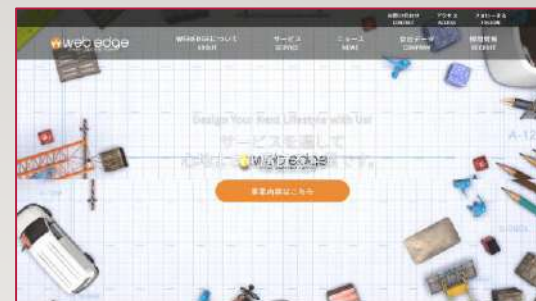 お問い合わせ アクセス フォローする
CONTACT ACCESS FOLLOW
web edge WEB EDGEについて サービス ニュース 会社データ 採用情報
ABOUT SERVICE NEWS COMPANY RECRUIT
Design Your Next Lifestyle with Us!
サービスを通して
web edge
事業内容はこちら
A-12